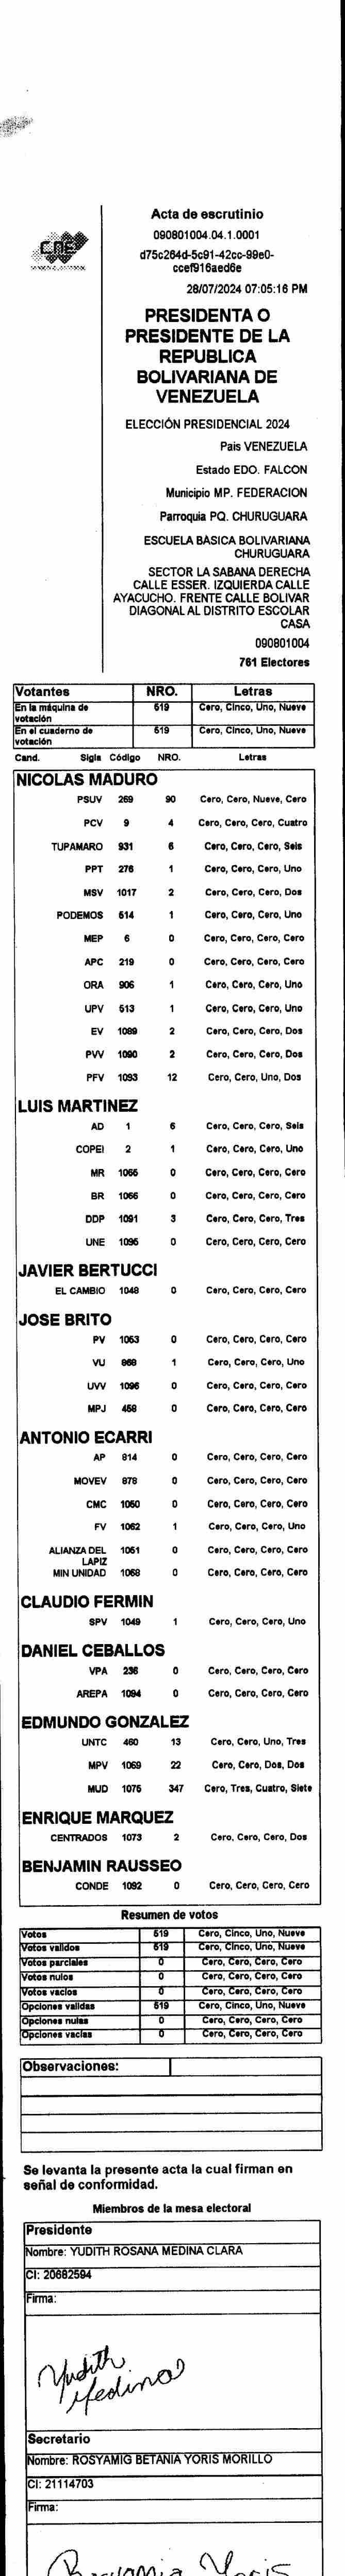 CNE
Acta de escrutinio
090801004.04.1.0001
d75c264d-5c91-42cc-99e0-
ccef916aed6e
28/07/2024 07:05:16 PM
PRESIDENTA O
PRESIDENTE DE LA
REPUBLICA
BOLIVARIANA DE
VENEZUELA
ELECCIÓN PRESIDENCIAL 2024
Pais VENEZUELA
Estado EDO. FALCON
Municipio MP. FEDERACION
Parroquia PQ. CHURUGUARA
ESCUELA BÁSICA BOLIVARIANA
CHURUGUARA
SECTOR LA SABANA DERECHA
CALLE ESSER. IZQUIERDA CALLE
AYACUCHO. FRENTE CALLE BOLIVAR
DIAGONAL AL DISTRITO ESCOLAR
CASA
090801004
761 Electores
Votantes NRO. Letras
En la máquina de 519 Cero, Cinco, Uno, Nueve
votación
En el cuaderno de 519 Cero, Cinco, Uno, Nueve
votación
Cand. Sigla Código NRO. Letras
NICOLAS MADURO
PSUV 269 90 Cero, Cero, Nueve, Cero
PCV 9 4 Cero, Cero, Cero, Cuatro
TUPAMARO 931 6 Cero, Cero, Cero, Seis
PPT 276 1 Cero, Cero, Cero, Uno
MSV 1017 2 Cero, Cero, Cero, Dos
PODEMOS 514 1 Cero, Cero, Cero, Uno
MEP 6 0 Cero, Cero, Cero, Cero
APC 219 0 Cero, Cero, Cero, Cero
ORA 906 1 Cero, Cero, Cero, Uno
UPV 513 1 Cero, Cero, Cero, Uno
EV 1089 2 Cero, Cero, Cero, Dos
PVV 1090 2 Cero, Cero, Cero, Dos
PFV 1093 12 Cero, Cero, Uno, Dos
LUIS MARTINEZ
AD 1 6 Cero, Cero, Cero, Seis
COPEI 2 1 Cero, Cero, Cero, Uno
MR 1065 0 Cero, Cero, Cero, Cero
BR 1066 0 Cero, Cero, Cero, Cero
DDP 1091 3 Cero, Cero, Cero, Tres
UNE 1095 0 Cero, Cero, Cero, Cero
JAVIER BERTUCCI
EL CAMBIO 1048 0 Cero, Cero, Cero, Cero
JOSE BRITO
PV 1053 0 Cero, Cero, Cero, Cero
VU 868 1 Cero, Cero, Cero, Uno
UVV 1096 0 Cero, Cero, Cero, Cero
MPJ 458 0 Cero, Cero, Cero, Cero
ANTONIO ECARRI
AP 814 0 Cero, Cero, Cero, Cero
MOVEV 878 0 Cero, Cero, Cero, Cero
CMC 1050 0 Cero, Cero, Cero, Cero
FV 1062 1 Cero, Cero, Cero, Uno
ALIANZA DEL 1051 0 Cero, Cero, Cero, Cero
LAPIZ
MIN UNIDAD 1068 0 Cero, Cero, Cero, Cero
CLAUDIO FERMIN
SPV 1049 1 Cero, Cero, Cero, Uno
DANIEL CEBALLOS
VPA 236 0 Cero, Cero, Cero, Cero
AREPA 1094 0 Cero, Cero, Cero, Cero
EDMUNDO GONZALEZ
UNTC 460 13 Cero, Cero, Uno, Tres
MPV 1069 22 Cero, Cero, Dos, Dos
MUD 1075 347 Cero, Tres, Cuatro, Siete
ENRIQUE MARQUEZ
CENTRADOS 1073 2 Cero, Cero, Cero, Dos
BENJAMIN RAUSSEO
CONDE 1092 0 Cero, Cero, Cero, Cero
Resumen de votos
Votos 519 Cero, Cinco, Uno, Nueve
Votos validos 519 Cero, Cinco, Uno, Nueve
Votos parciales 0 Cero, Cero, Cero, Cero
Votos nulos 0 Cero, Cero, Cero, Cero
Votos vacios 0 Cero, Cero, Cero, Cero
Opciones validas 519 Cero, Cinco, Uno, Nueve
Opciones nulas 0 Cero, Cero, Cero, Cero
Opciones vacias 0 Cero, Cero, Cero, Cero
Observaciones:
Se levanta la presente acta la cual firman en
señal de conformidad.
Miembros de la mesa electoral
Presidente
Nombre: YUDITH ROSANA MEDINA CLARA
CI: 20682594
Firma:
Yudith
Medina
Secretario
Nombre: ROSYAMIG BETANIA YORIS MORILLO
CI: 21114703
Firma:
Yoris